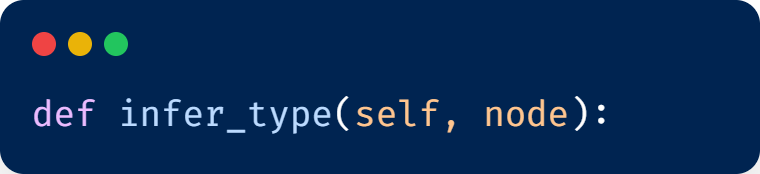 def infer_type(self, node):